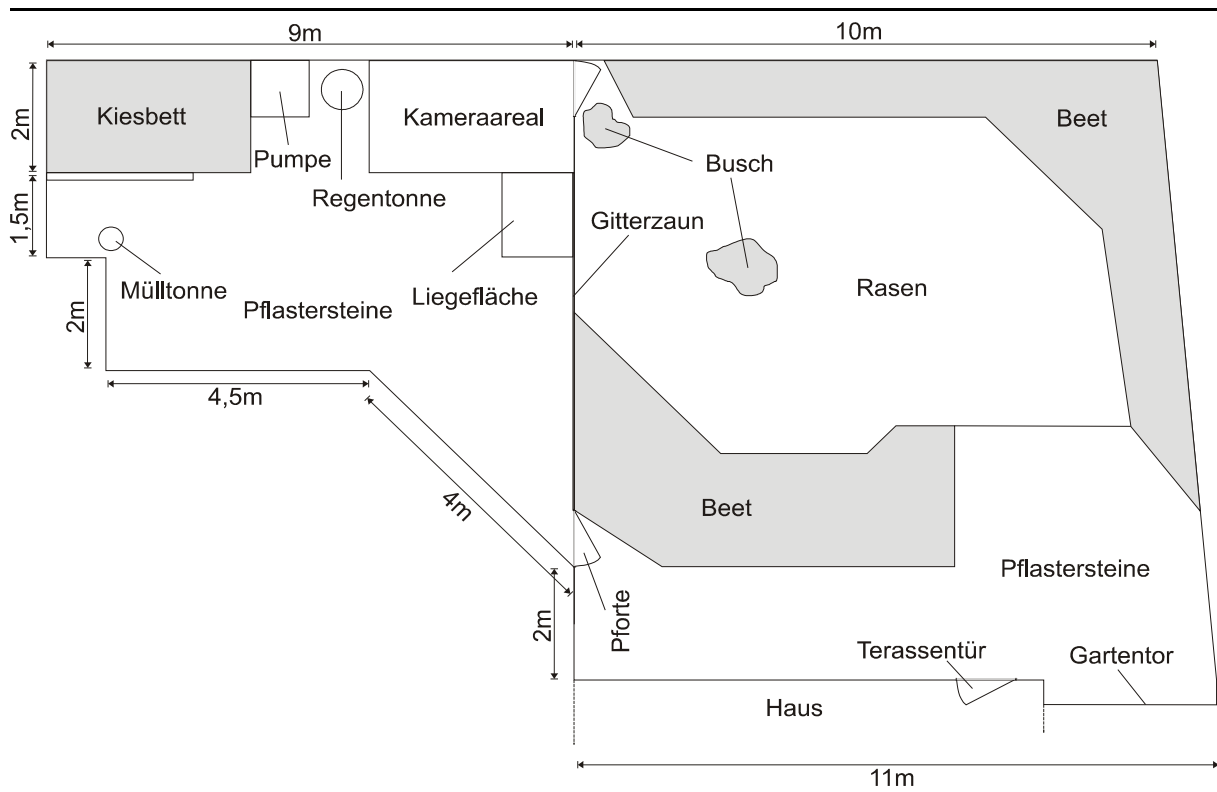 9m
10m
2m
Kiesbett
Kameraareal
Beet
Pumpe
Busch
Regentonne
1,5m
Gitterzaun
Mülltonne
Liegefläche
Rasen
Pflastersteine
2m
4,5m
4m
Beet
Pflastersteine
2m
Pforte
Terassentür
Gartentor
Haus
11m